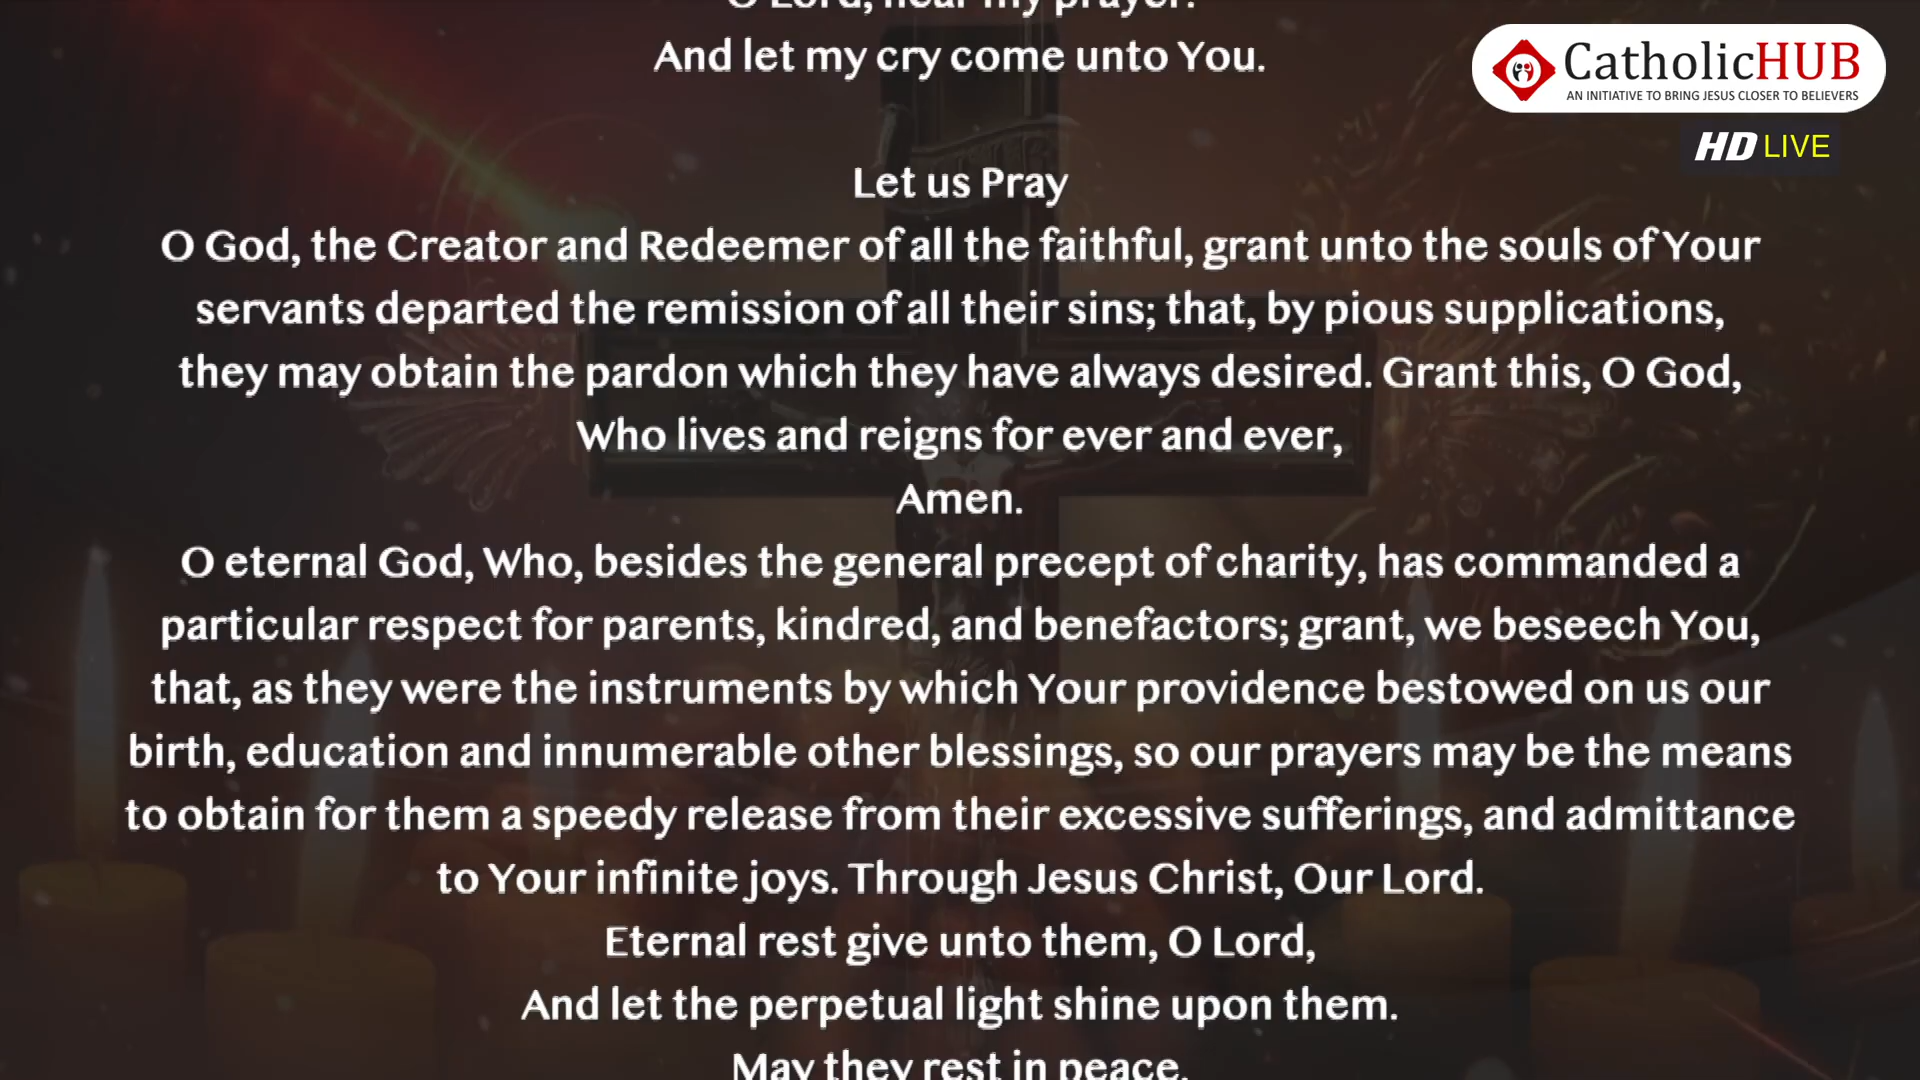 O Lord, hear my prayer.
And let my cry come unto You.
CatholicHUB
AN INITIATIVE TO BRING JESUS CLOSER TO BELIEVERS
HD LIVE
Let us Pray
O God, the Creator and Redeemer of all the faithful, grant unto the souls of Your
servants departed the remission of all their sins; that, by pious supplications,
they may obtain the pardon which they have always desired. Grant this, O God,
Who lives and reigns for ever and ever,
Amen.
O eternal God, Who, besides the general precept of charity, has commanded a
particular respect for parents, kindred, and benefactors; grant, we beseech You,
that, as they were the instruments by which Your providence bestowed on us our
birth, education and innumerable other blessings, so our prayers may be the means
to obtain for them a speedy release from their excessive sufferings, and admittance
to Your infinite joys. Through Jesus Christ, Our Lord.
Eternal rest give unto them, O Lord,
And let the perpetual light shine upon them.
May they rest in peace.